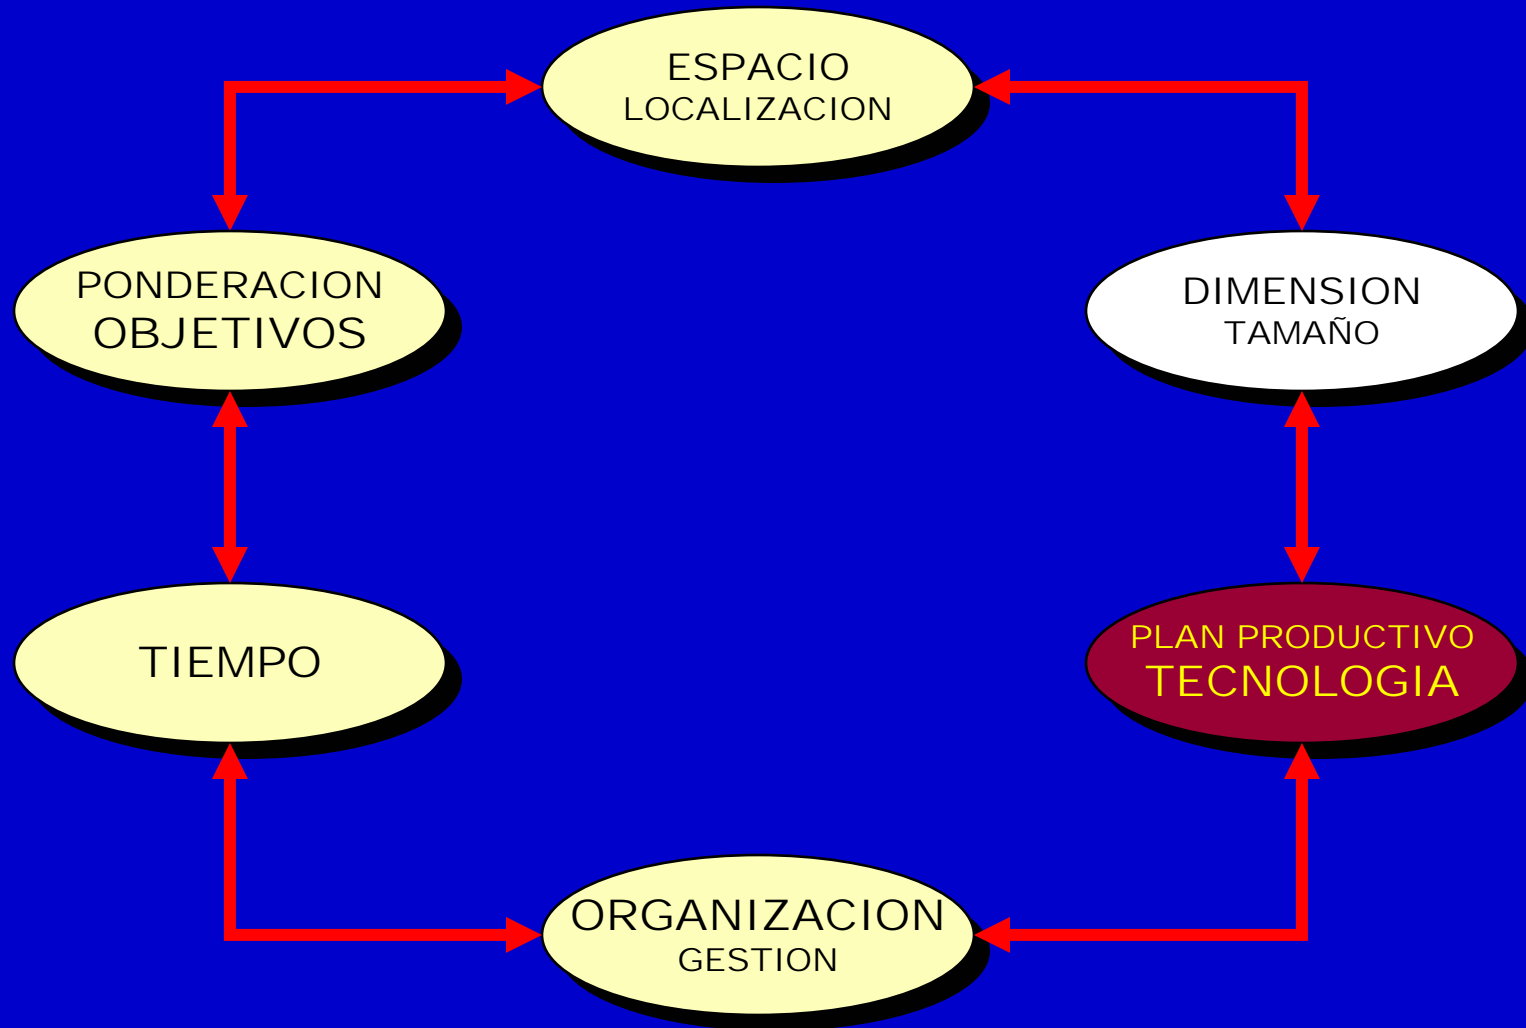 ESPACIO
LOCALIZACION
PONDERACION
OBJETIVOS
DIMENSION
TAMAÑO
TIEMPO
PLAN PRODUCTIVO
TECNOLOGIA
ORGANIZACION
GESTION